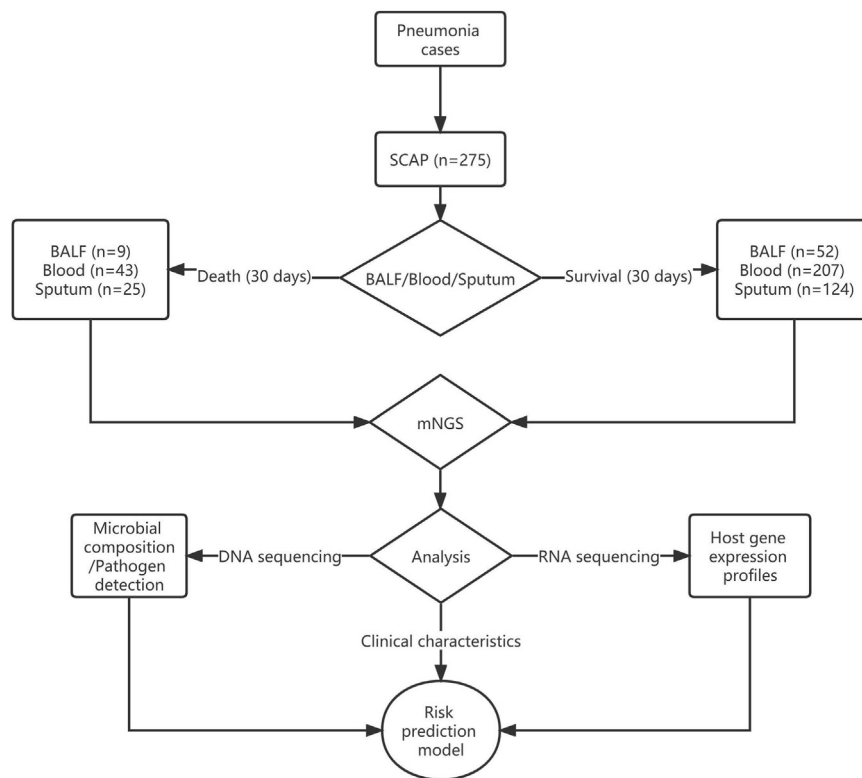 Pneumonia
cases
SCAP (n=275)
BALF (n=9)
Blood (n=43)
Sputum (n=25)
Death (30 days)
BALF/Blood/Sputum
Survival (30 days)
BALF (n=52)
Blood (n=207)
Sputum (n=124)
mNGS
Microbial
composition
/Pathogen
detection
DNA sequencing
Analysis
RNA sequencing
Host gene
expression
profiles
Clinical characteristics
Risk
prediction
model